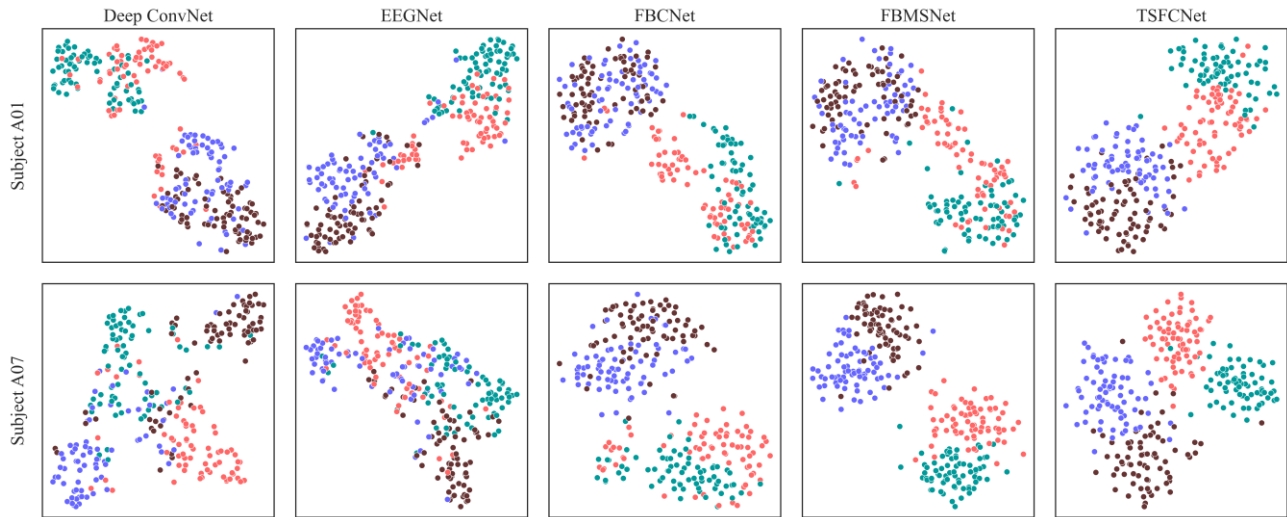 Deep ConvNet EEGNet FBCNet FBMSNet TSFCNet
Subject A01
Subject A07